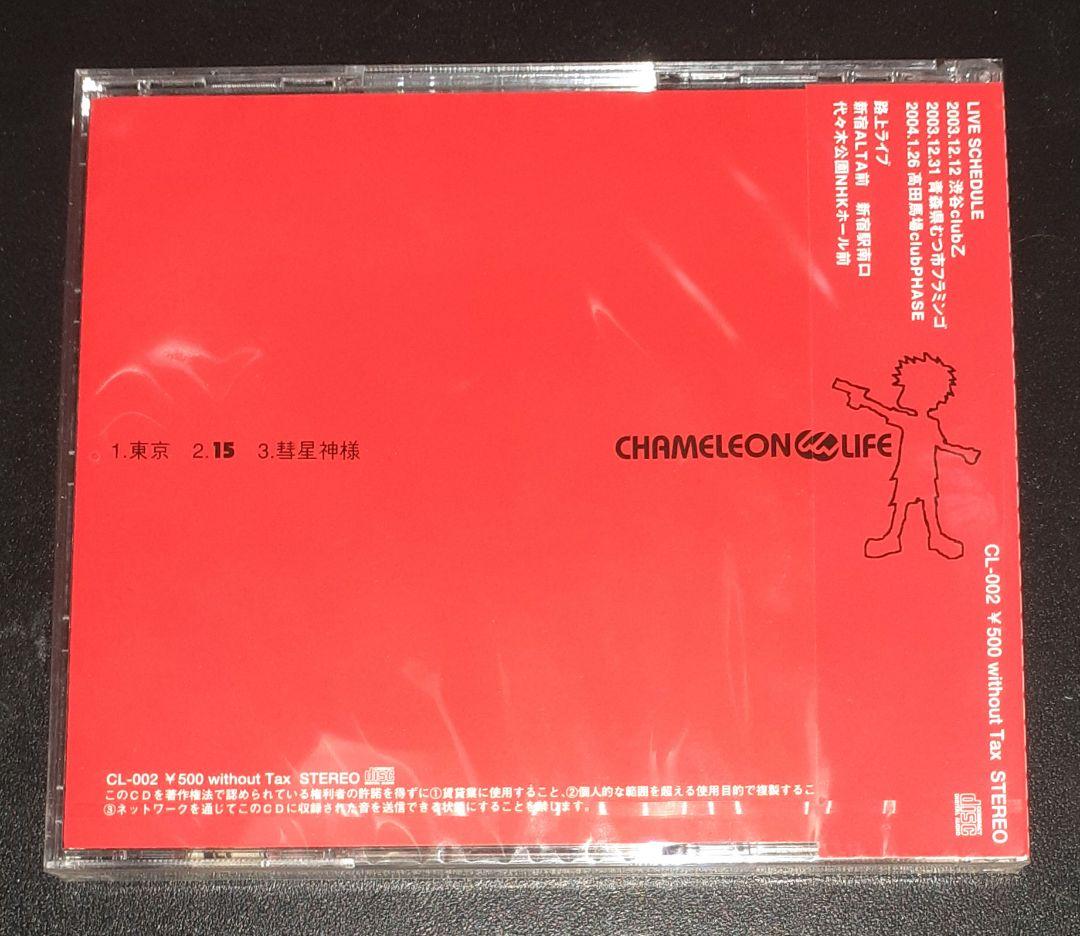 LIVE SCHEDULE
2003.12.12 渋谷club乙
2003.12.31 青森県むつ市フラミンゴ
2004.1.26 高田馬場clubPHASE
路上ライブ
新宿ALTA前 新宿駅南口
代々木公園NHKホール前
1.東京 2.15 3.彗星神様
CHAMELEON LIFE
CL-002 ¥500 without Tax STEREO
disc
CL-002 ¥500 without Tax STEREO disc
このCDを著作権法で認められている権利者の許諾を得ずに①賃貸業に使用すること、②個人的な範囲を超える使用目的で複製するこ
③ネットワークを通じてこのCDに収録された音を送信できる状態にすることを禁じます。